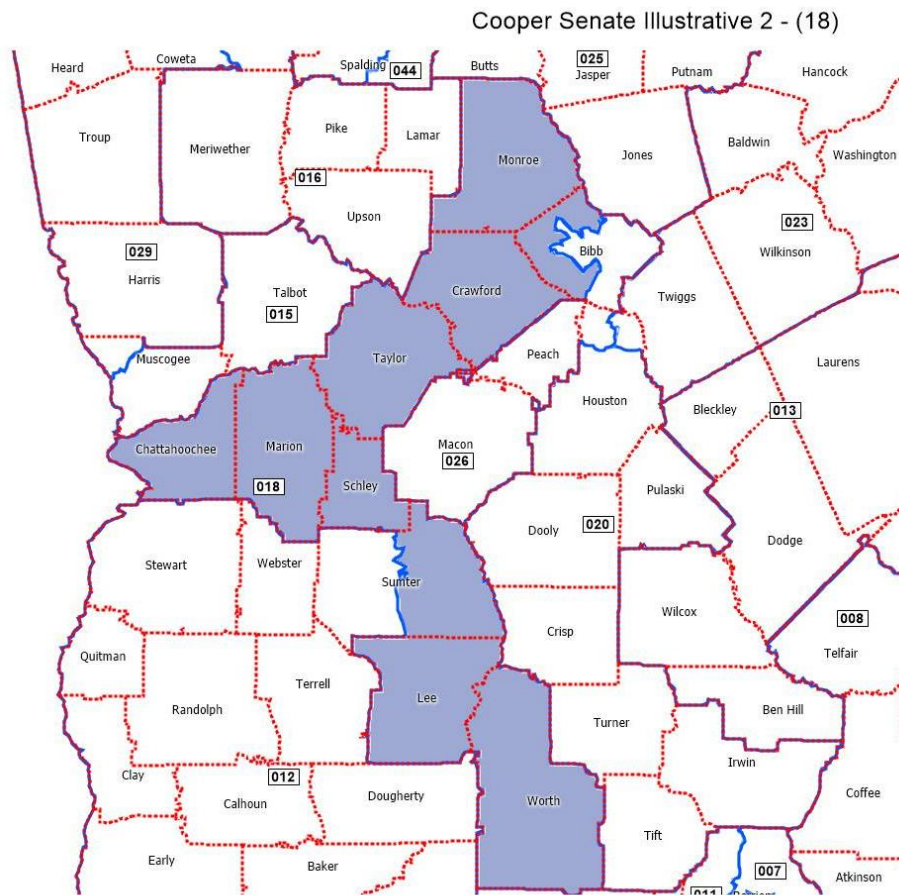 Cooper Senate Illustrative 2 - (18)
Heard
Coweta
Spalding
044
Butts
025
Jasper
Putnam
Hancock
Troup
Meriwether
Pike
Lamar
Monroe
Jones
Baldwin
Washington
016
Upson
023
Wilkinson
029
Harris
Bibb
Talbot
015
Crawford
Twiggs
Muscogee
Taylor
Peach
Laurens
Houston
Bleckley
013
Chattahoochee
Marion
Macon
026
018
Schley
Pulaski
Dooly
020
Dodge
Stewart
Webster
Sumter
Wilcox
008
Crisp
Telfair
Quitman
Terrell
Lee
Randolph
Turner
Ben Hill
Clay
012
Irwin
Calhoun
Dougherty
Worth
Coffee
Tift
Early
Baker
007
Atkinson
011